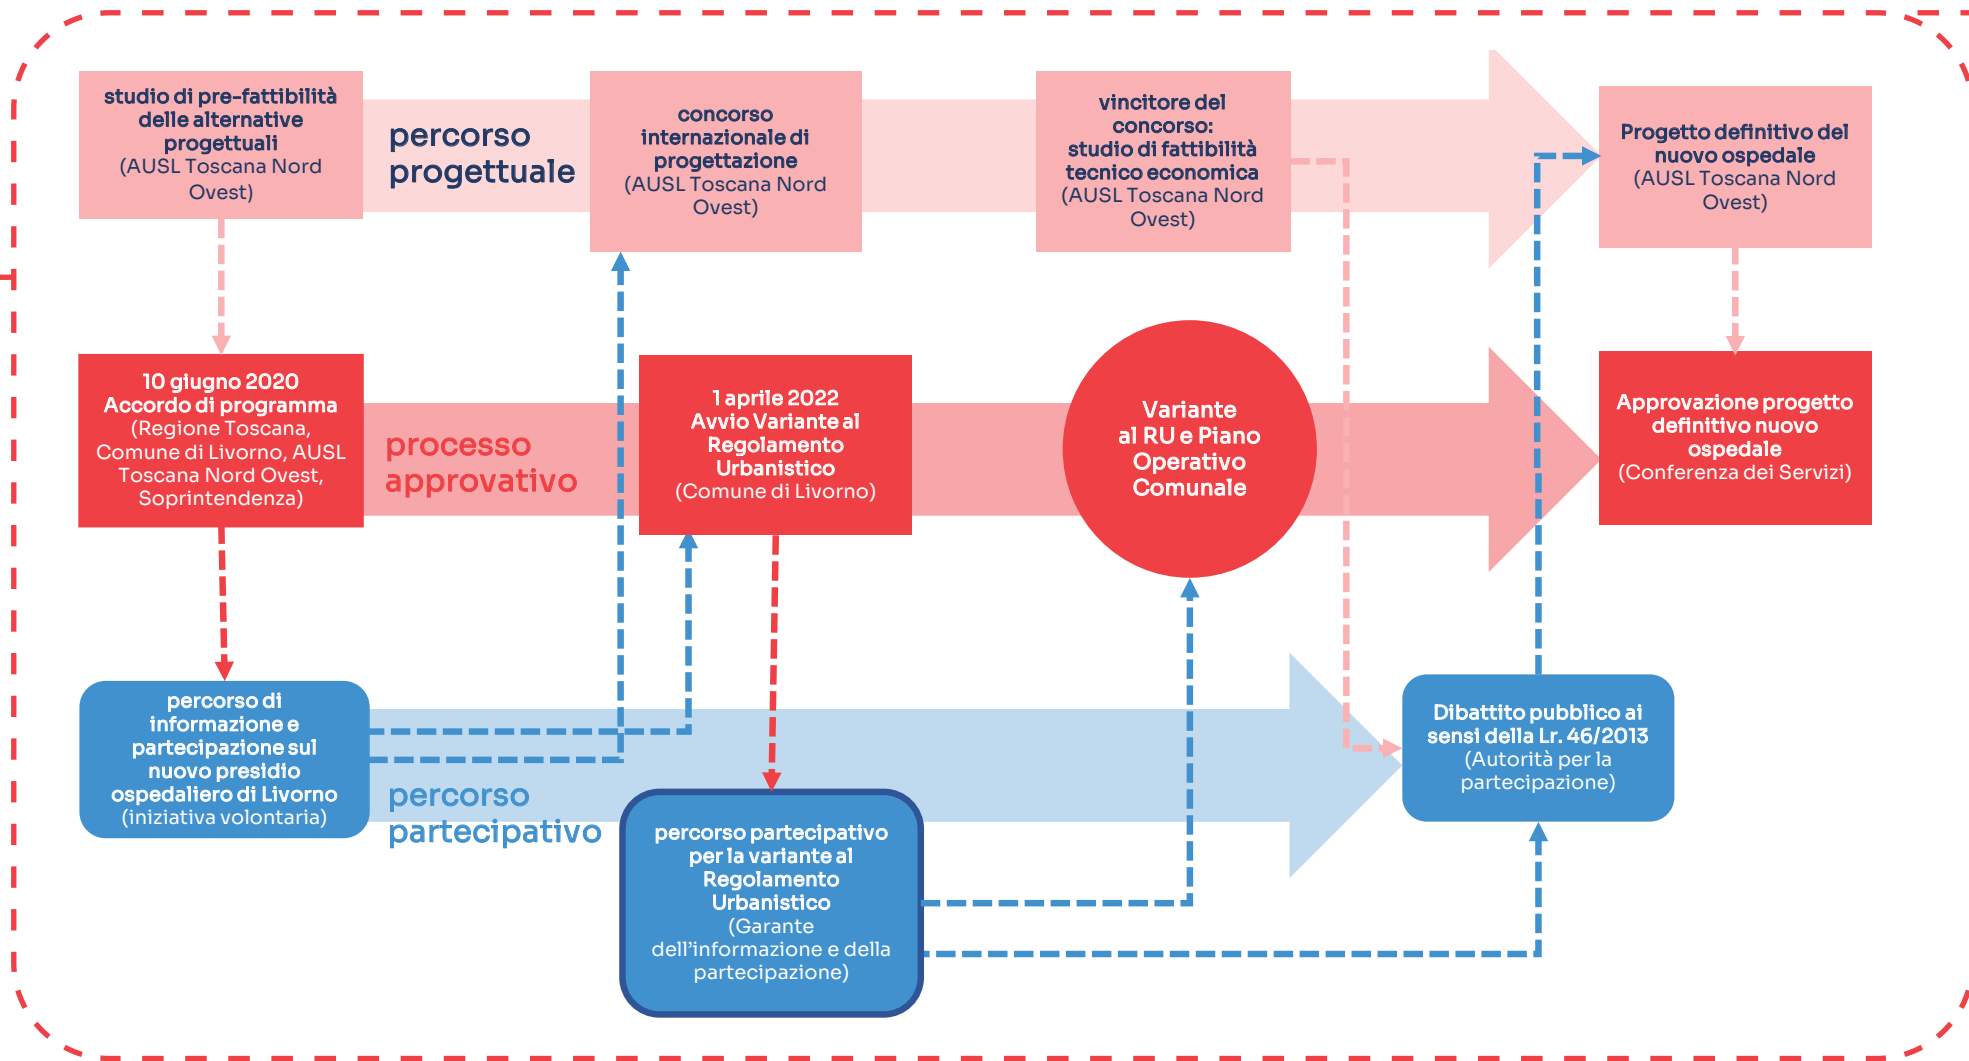 studio di pre-fattibilità
delle alternative
progettuali
(AUSL Toscana Nord
Ovest)
percorso
progettuale
concorso
internazionale di
progettazione
(AUSL Toscana Nord
Ovest)
vincitore del
concorso:
studio di fattibilità
tecnico economica
(AUSL Toscana Nord
Ovest)
Progetto definitivo del
nuovo ospedale
(AUSL Toscana Nord
Ovest)
10 giugno 2020
Accordo di programma
(Regione Toscana,
Comune di Livorno, AUSL
Toscana Nord Ovest,
Soprintendenza)
processo
approvativo
1 aprile 2022
Avvio Variante al
Regolamento
Urbanistico
(Comune di Livorno)
Variante
al RU e Piano
Operativo
Comunale
Approvazione progetto
definitivo nuovo
ospedale
(Conferenza dei Servizi)
percorso di
informazione e
partecipazione sul
nuovo presidio
ospedaliero di Livorno
(iniziativa volontaria)
percorso
partecipativo
percorso partecipativo
per la variante al
Regolamento
Urbanistico
(Garante
dell'informazione e della
partecipazione)
Dibattito pubblico ai
sensi della Lr. 46/2013
(Autorità per la
partecipazione)